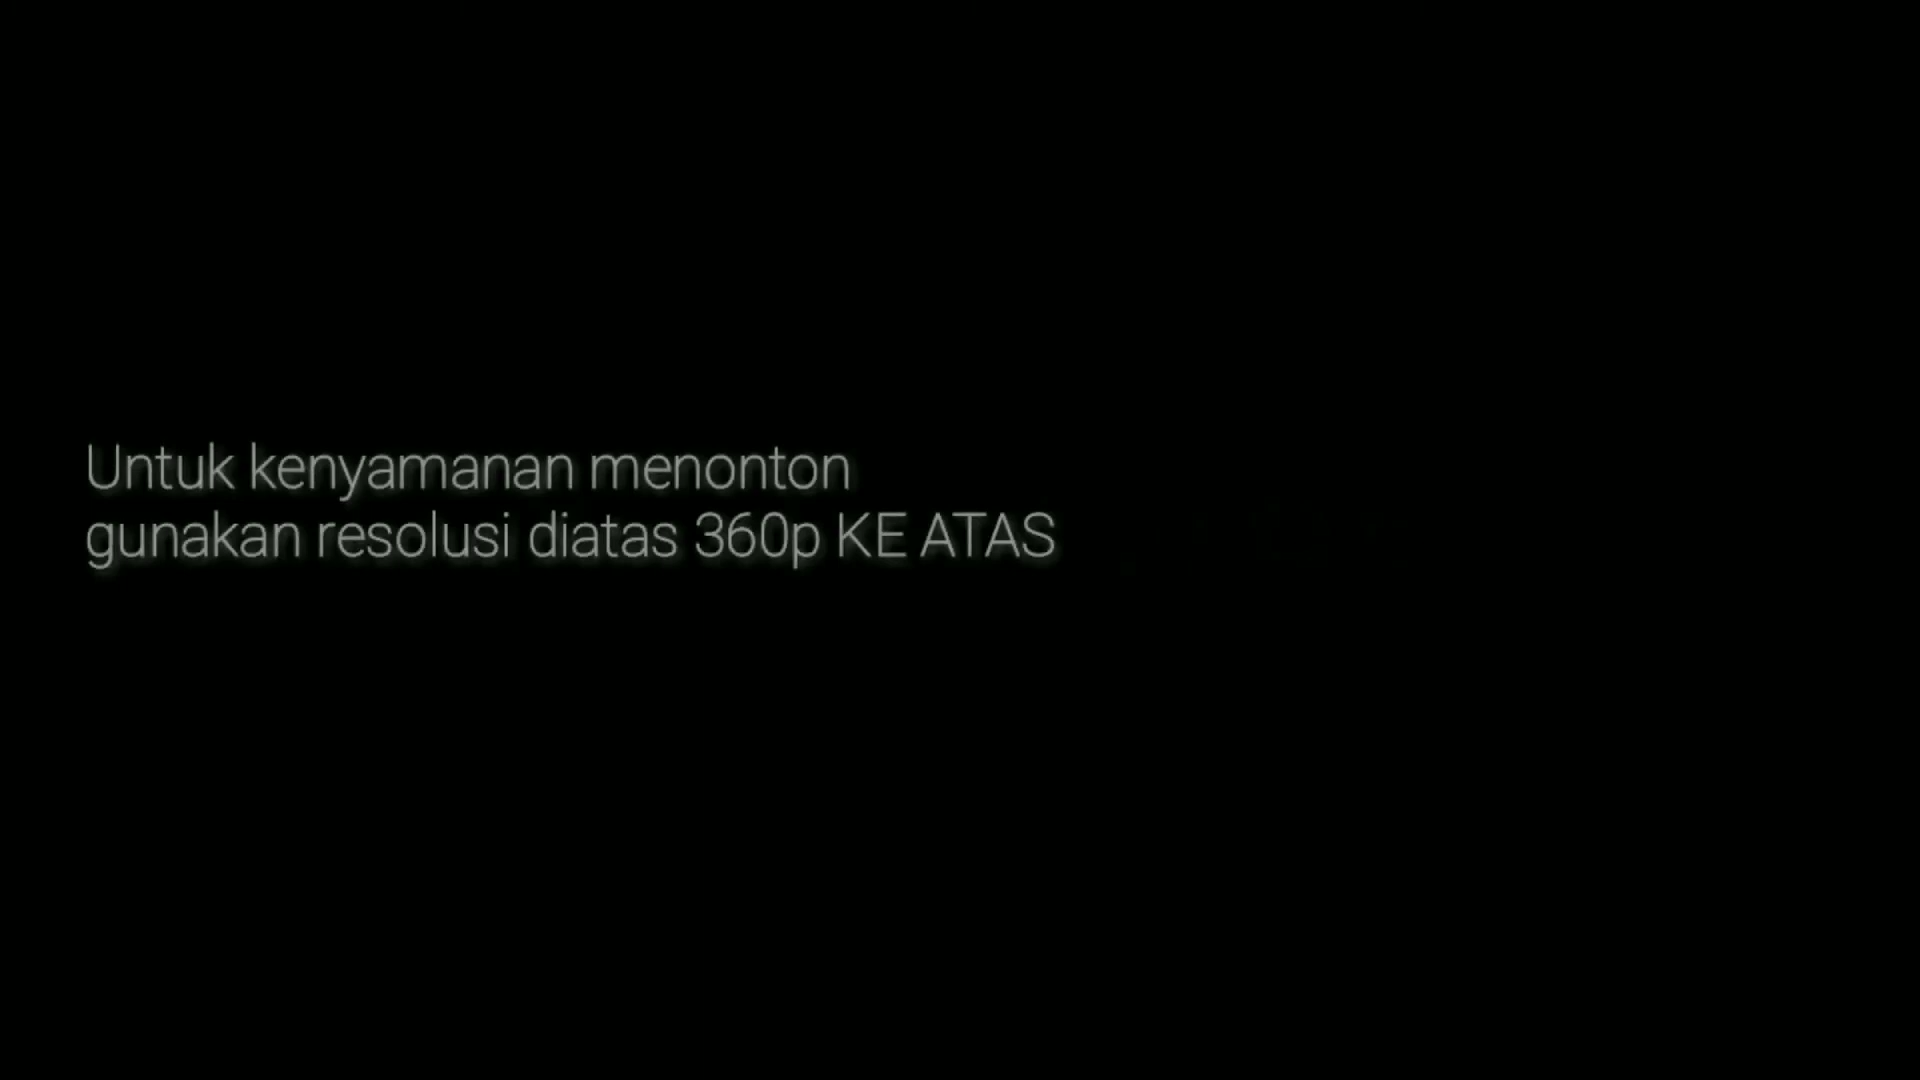 Untuk kenyamanan menonton
gunakan resolusi diatas 360p KE ATAS